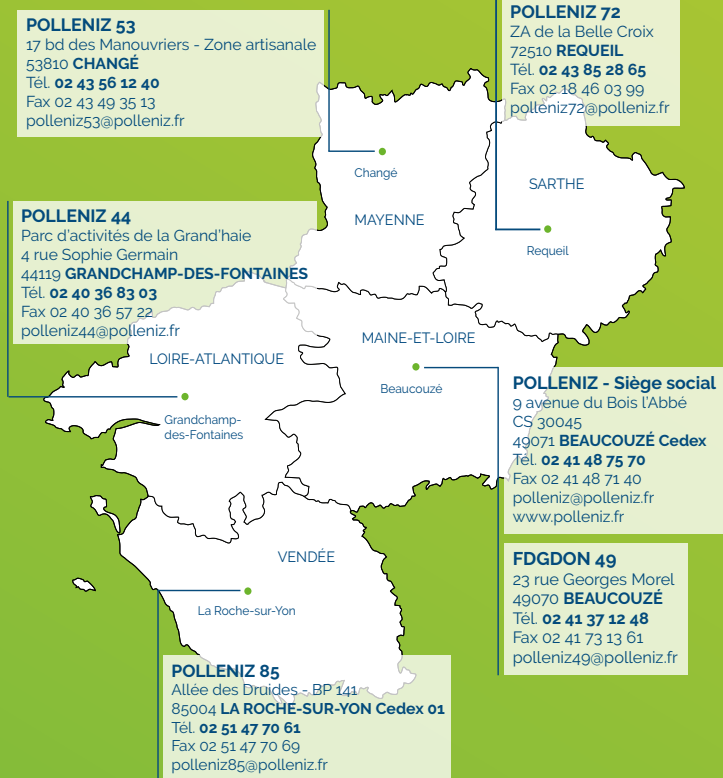 POLLENIZ 53
17 bd des Manouvriers - Zone artisanale
53810 CHANGÉ
Tél. 02 43 56 12 40
Fax 02 43 49 35 13
polleniz53@polleniz.fr
POLLENIZ 72
ZA de la Belle Croix
72510 REQUEIL
Tél. 02 43 85 28 65
Fax 02 18 46 03 99
polleniz72@polleniz.fr
Changé
MAYENNE
SARTHE
Requeil
POLLENIZ 44
Parc d'activités de la Grand'haie
4 rue Sophie Germain
44119 GRANDCHAMP-DES-FONTAINES
Tél. 02 40 36 83 03
Fax 02 40 36 57 22
polleniz44@polleniz.fr
LOIRE-ATLANTIQUE
Grandchamp-
des-Fontaines
MAINE-ET-LOIRE
Beaucouzé
POLLENIZ - Siège social
9 avenue du Bois l'Abbé
CS 30045
49071 BEAUCOUZÉ Cedex
Tél. 02 41 48 75 70
Fax 02 41 48 71 40
polleniz@polleniz.fr
www.polleniz.fr
FDGDON 49
23 rue Georges Morel
49070 BEAUCOUZÉ
Tél. 02 41 37 12 48
Fax 02 41 73 13 61
polleniz49@polleniz.fr
VENDÉE
La Roche-sur-Yon
POLLENIZ 85
Allée des Druides - BP 141
85004 LA ROCHE-SUR-YON Cedex 01
Tél. 02 51 47 70 61
Fax 02 51 47 70 69
polleniz85@polleniz.fr